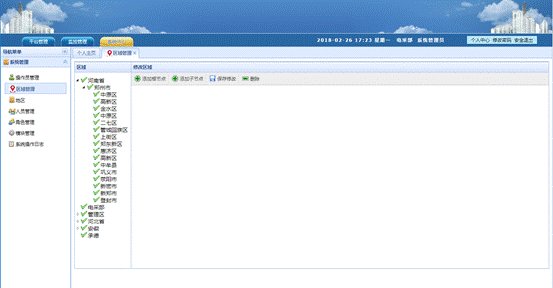 平台管理 监控管理 系统中心
2018-02-26 17:23 星期一 电采部 系统管理员
个人中心 修改密码 安全退出
导航菜单
个人主页 区域管理
系统管理
操作员管理
区域管理
地区
人员管理
角色管理
模块管理
系统操作日志
区域
河南省
郑州市
中原区
高新区
金水区
中原区
二七区
管城回族区
上街区
郑东新区
惠济区
高新区
中牟县
巩义市
荥阳市
新密市
新郑市
登封市
电采部
管理区
河北省
安徽
承德
修改区域
添加根节点 添加子节点 保存修改 删除